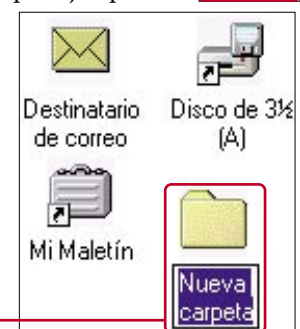 Destinatario
de correo
Disco de 3½
(A)
Mi Maletín
Nueva
carpeta